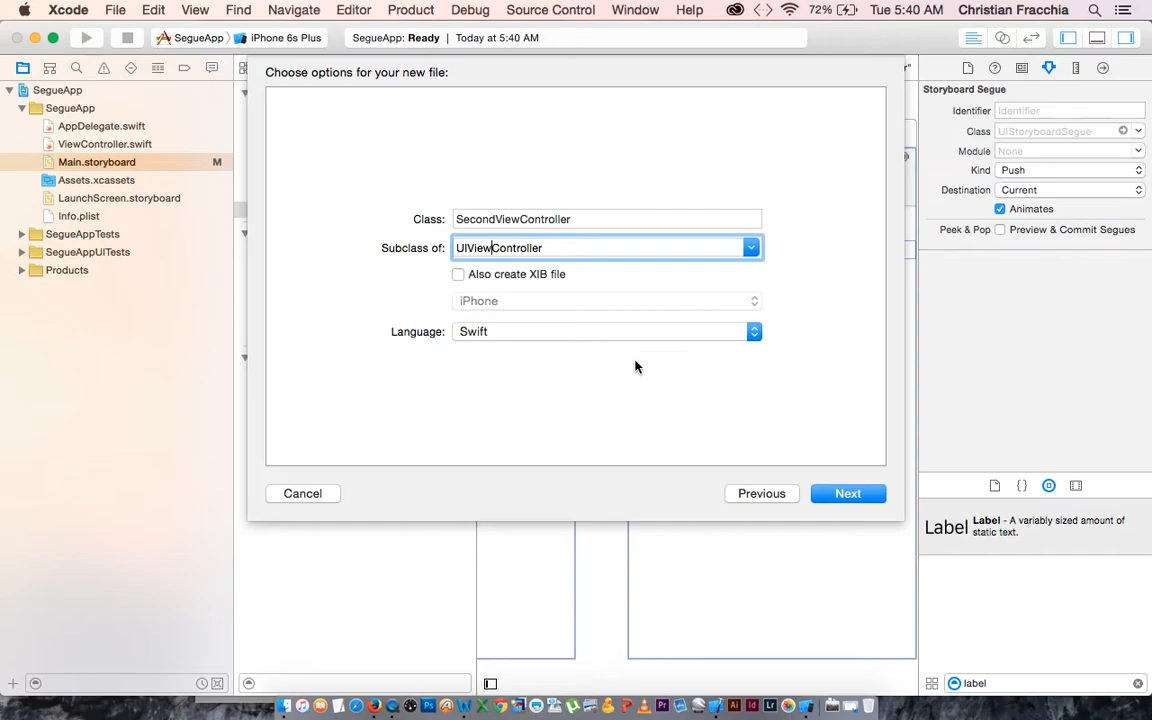 Xcode File Edit View Find Navigate Editor Product Debug Source Control Window Help 72% Tue 5:40 AM Christian Fracchia
SegueApp iPhone 6s Plus SegueApp: Ready Today at 5:40 AM
SegueApp
SegueApp
AppDelegate.swift
ViewController.swift
Main.storyboard M
Assets.xcassets
LaunchScreen.storyboard
Info.plist
SegueAppTests
SegueAppUITests
Products
Choose options for your new file:
Class: SecondViewController
Subclass of: UIViewController
Also create XIB file
iPhone
Language: Swift
Cancel Previous Next
Storyboard Segue
Identifier Identifier
Class UIStoryboardSegue
Module None
Kind Push
Destination Current
Animates
Peek & Pop Preview & Commit Segues
Label Label - A variably sized amount of
static text.
label